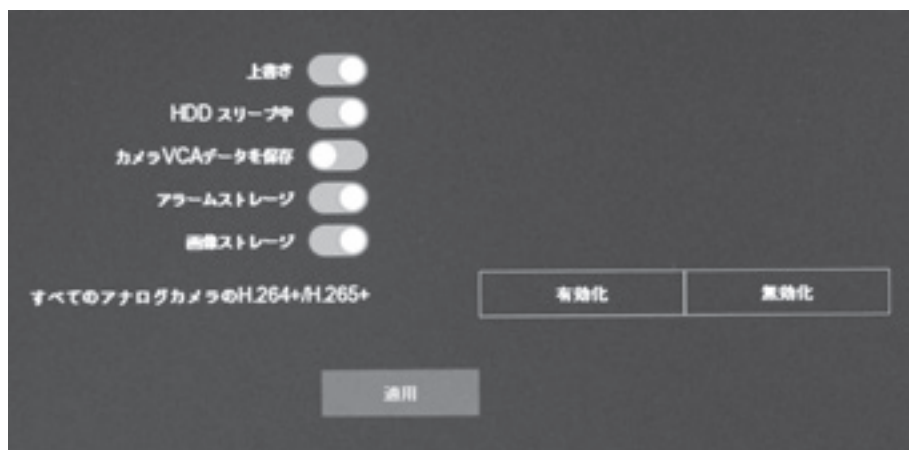 上書き
HDD スリープ中
カメラVCAデータを保存
アラームストレージ
画像ストレージ
すべてのアナログカメラのH.264+/H.265+
有効化 無効化
適用